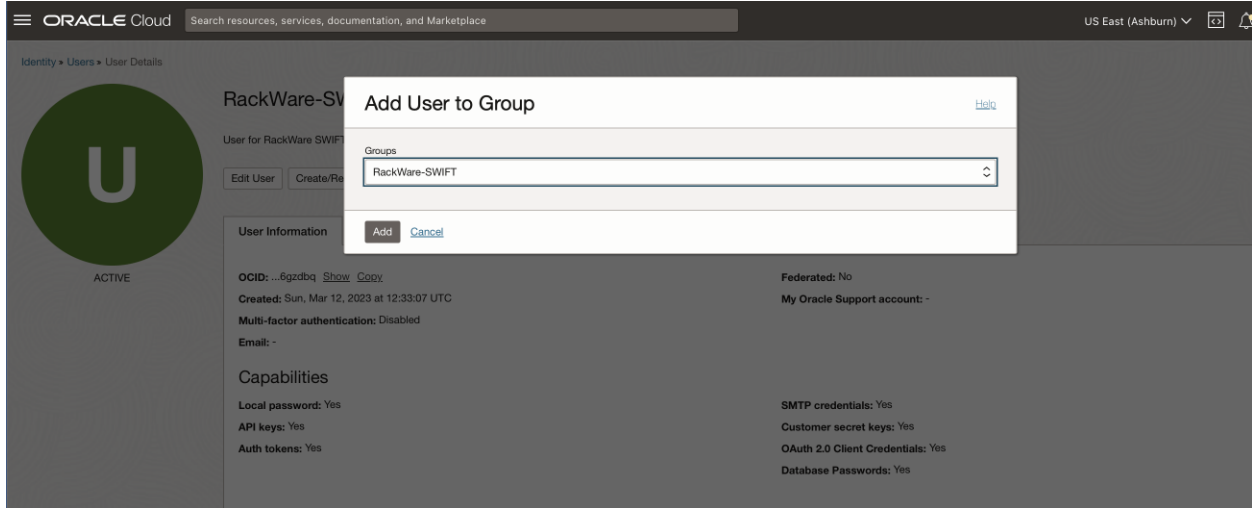 ORACLE Cloud
Search resources, services, documentation, and Marketplace
US East (Ashburn)
Identity » Users » User Details
U
ACTIVE
RackWare-SW
User for RackWare SWIFT
Edit User
Create/Re
Add User to Group
Help
Groups
RackWare-SWIFT
Add
Cancel
User Information
OCID: ...6gzdbq Show Copy
Created: Sun, Mar 12, 2023 at 12:33:07 UTC
Multi-factor authentication: Disabled
Email: -
Federated: No
My Oracle Support account: -
Capabilities
Local password: Yes
API keys: Yes
Auth tokens: Yes
SMTP credentials: Yes
Customer secret keys: Yes
OAuth 2.0 Client Credentials: Yes
Database Passwords: Yes